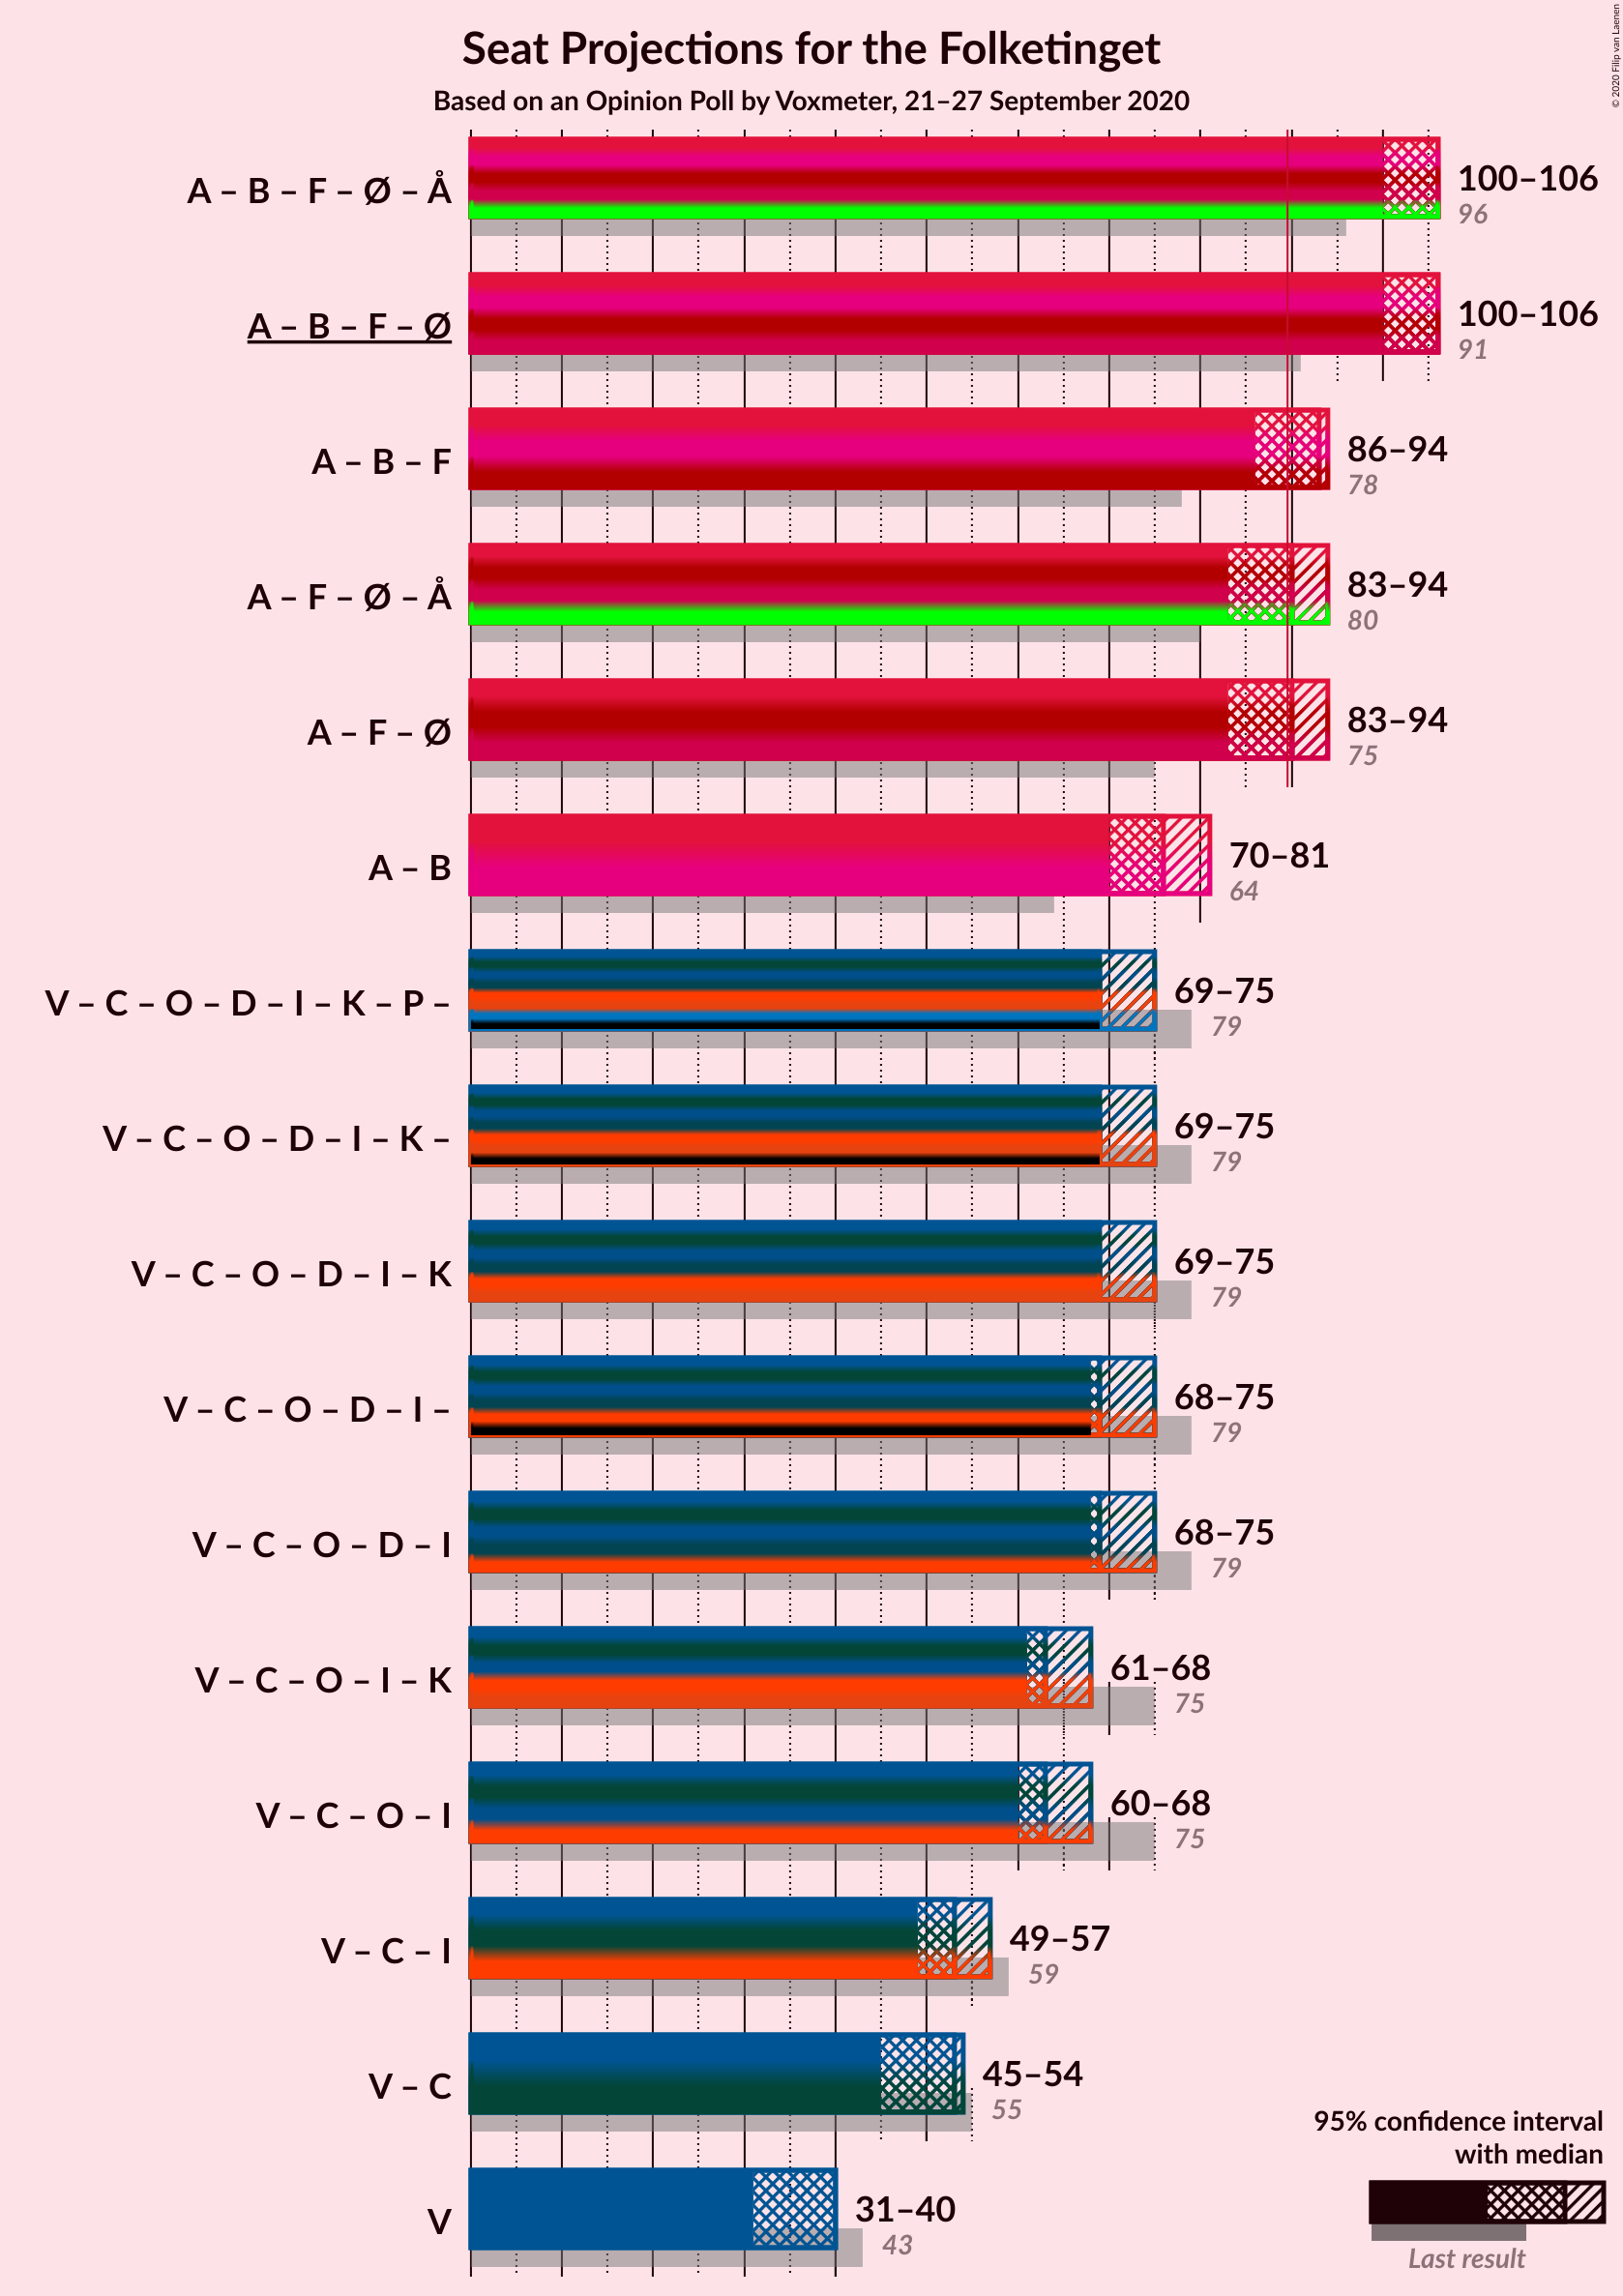 Seat Projections for the Folketinget
Based on an Opinion Poll by Voxmeter, 21–27 September 2020
© 2020 Filip van Laenen
A – B – F – Ø – Å
100–106
96
A – B – F – Ø
100–106
91
A – B – F
86–94
78
A – F – Ø – Å
83–94
80
A – F – Ø
83–94
75
A – B
70–81
64
V – C – O – D – I – K – P –
69–75
79
V – C – O – D – I – K –
69–75
79
V – C – O – D – I – K
69–75
79
V – C – O – D – I –
68–75
79
V – C – O – D – I
68–75
79
V – C – O – I – K
61–68
75
V – C – O – I
60–68
75
V – C – I
49–57
59
V – C
45–54
55
V
31–40
43
95% confidence interval
with median
Last result